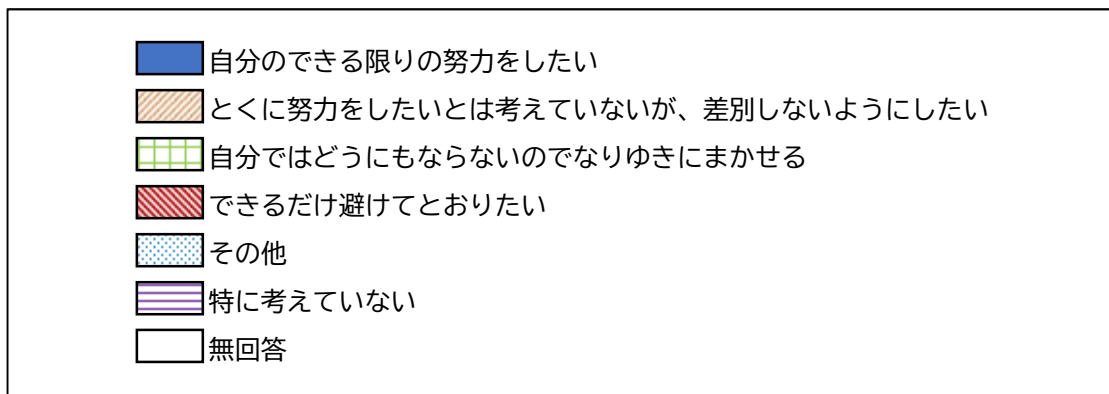 自分のできる限りの努力をしたい
とくに努力をしたいとは考えていないが、差別しないようにしたい
自分ではどうにもならないのでなりゆきにまかせる
できるだけ避けてとおりたい
その他
特に考えていない
無回答